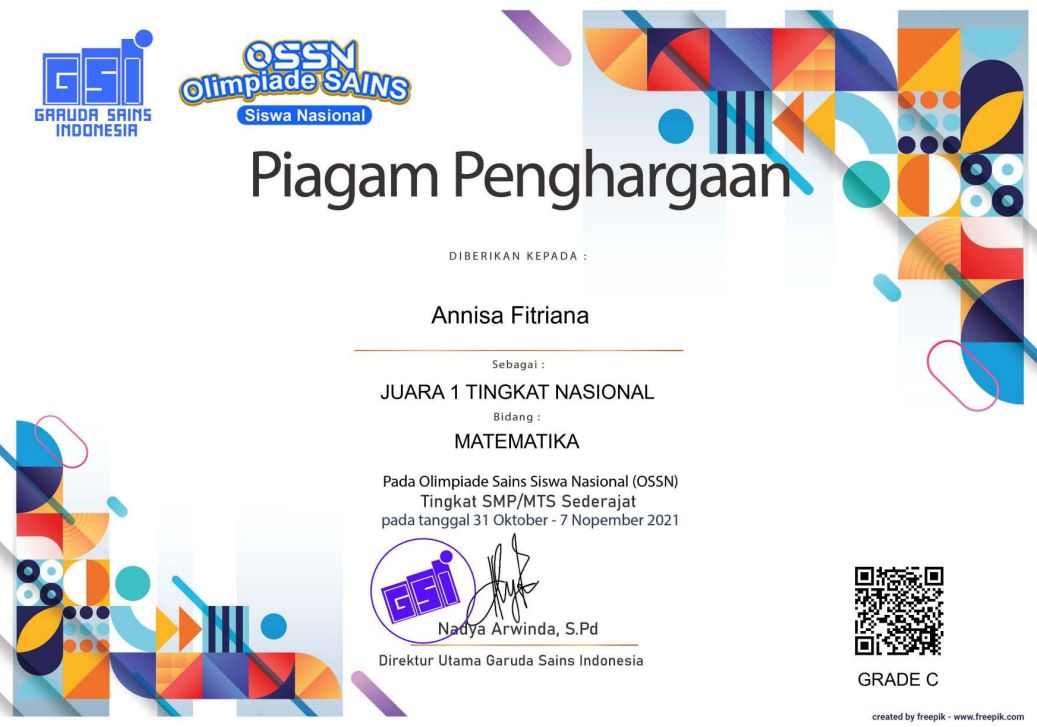 GSI
GARUDA SAINS
INDONESIA
OSSN
Olimpiade SAINS
Siswa Nasional
Piagam Penghargaan
DIBERIKAN KEPADA :
Annisa Fitriana
Sebagai :
JUARA 1 TINGKAT NASIONAL
Bidang :
MATEMATIKA
Pada Olimpiade Sains Siswa Nasional (OSSN)
Tingkat SMP/MTS Sederajat
pada tanggal 31 Oktober - 7 Nopember 2021
GSI
Nadya Arwinda, S.Pd
Direktur Utama Garuda Sains Indonesia
GRADE C
created by freepik - www.freepik.com